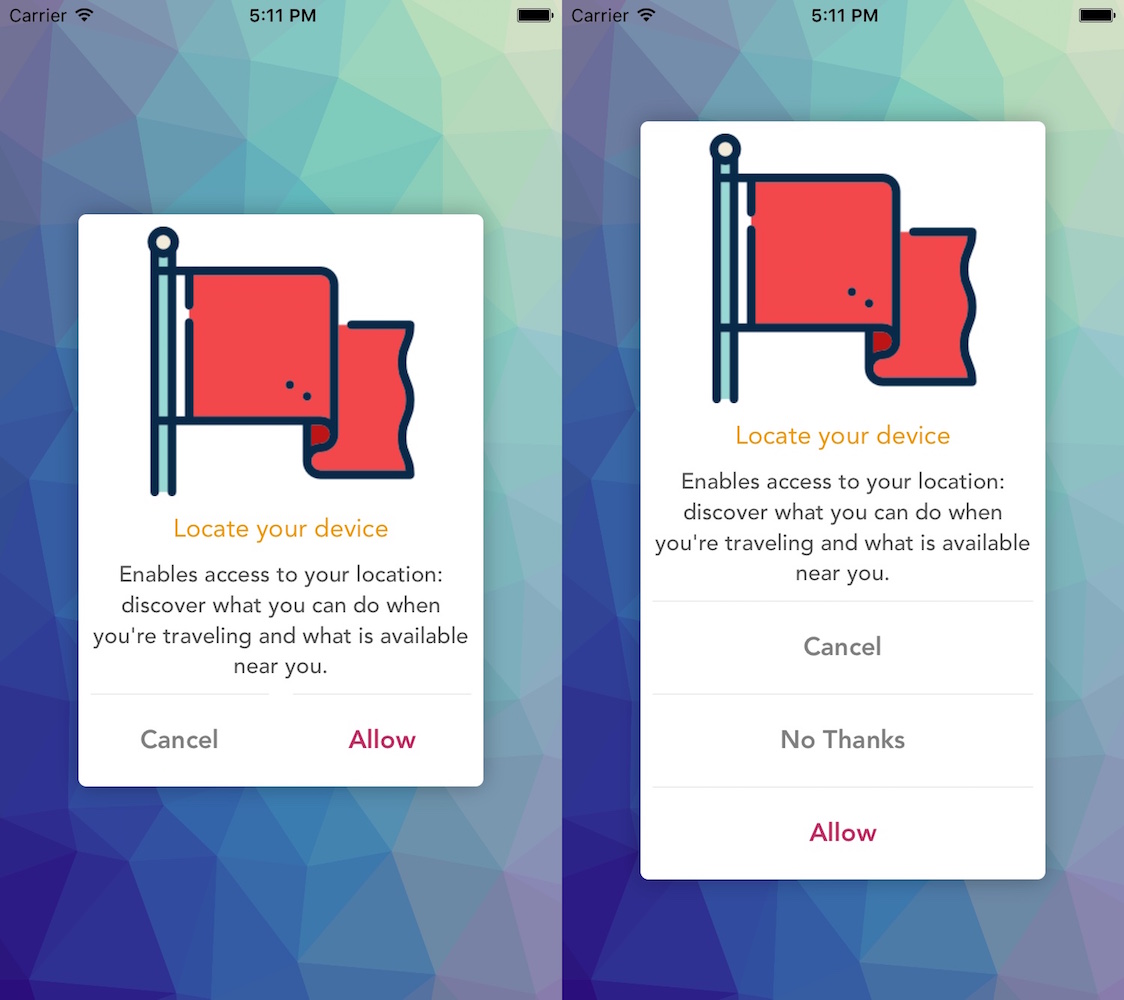 Carrier 5:11 PM
Locate your device
Enables access to your location:
discover what you can do when
you're traveling and what is available
near you.
Cancel Allow
Carrier 5:11 PM
Locate your device
Enables access to your location:
discover what you can do when
you're traveling and what is available
near you.
Cancel
No Thanks
Allow